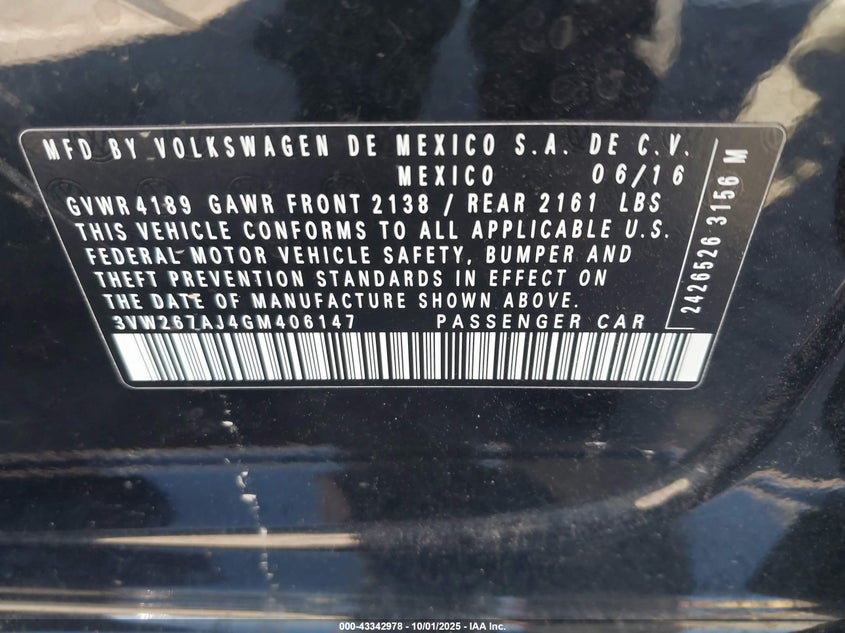 MFD BY VOLKSWAGEN DE MEXICO S.A. DE C.V.
MEXICO 06/16
GVWR 4189 GAWR FRONT 2138 / REAR 2161 LBS
THIS VEHICLE CONFORMS TO ALL APPLICABLE U.S.
FEDERAL MOTOR VEHICLE SAFETY, BUMPER AND
THEFT PREVENTION STANDARDS IN EFFECT ON
THE DATE OF MANUFACTURE SHOWN ABOVE.
3VW267AJ4GM406147 PASSENGER CAR
2426526 3156 M
000-43342978 - 10/01/2025 - IAA Inc.